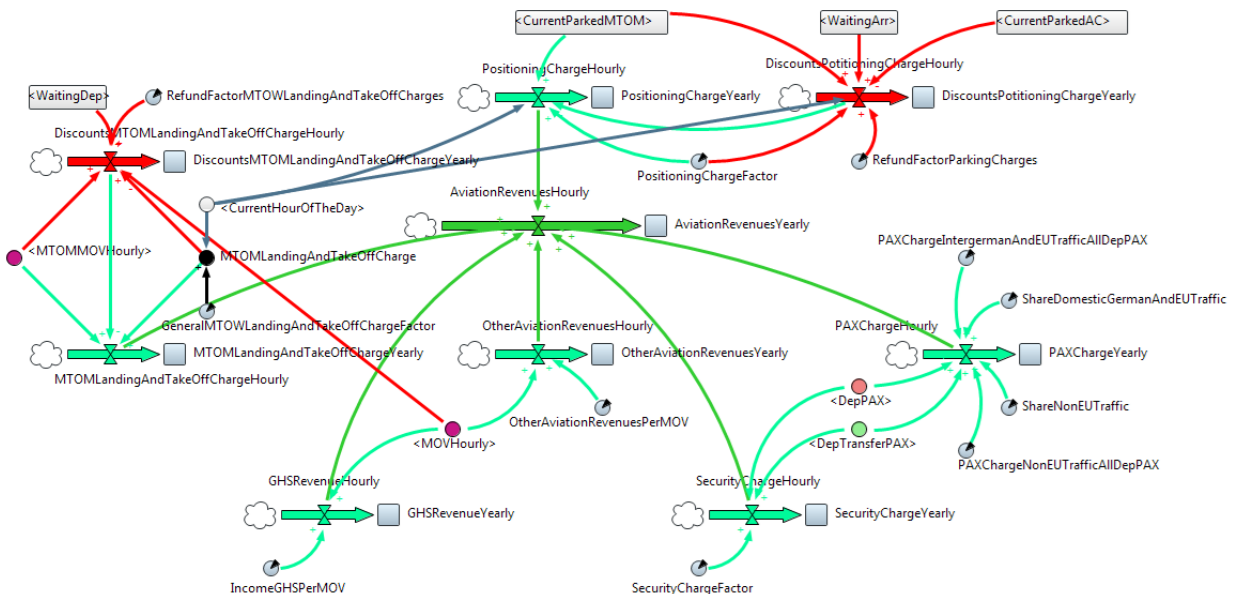 <CurrentParkedMTOM>
<WaitingArr>
<CurrentParkedAC>
PositioningChargeHourly
DiscountsPotitioningChargeHourly
<WaitingDep>
RefundFactorMTOWLandingAndTakeOffCharges
PositioningChargeYearly
DiscountsPotitioningChargeYearly
DiscountsMTOMLandingAndTakeOffChargeHourly
DiscountsMTOMLandingAndTakeOffChargeYearly
RefundFactorParkingCharges
PositioningChargeFactor
AviationRevenuesHourly
<CurrentHourOfTheDay>
AviationRevenuesYearly
<MTOMMOVHourly>
MTOMLandingAndTakeOffCharge
PAXChargeIntergermanAndEUTrafficAllDepPAX
ShareDomesticGermanAndEUTraffic
GeneralMTOWLandingAndTakeOffChargeFactor
OtherAviationRevenuesHourly
PAXChargeHourly
MTOMLandingAndTakeOffChargeYearly
OtherAviationRevenuesYearly
PAXChargeYearly
MTOMLandingAndTakeOffChargeHourly
<DepPAX>
ShareNonEUTraffic
OtherAviationRevenuesPerMOV
<MOVHourly>
<DepTransferPAX>
PAXChargeNonEUTrafficAllDepPAX
GHSRevenueHourly
SecurityChargeHourly
GHSRevenueYearly
SecurityChargeYearly
IncomeGHSPerMOV
SecurityChargeFactor